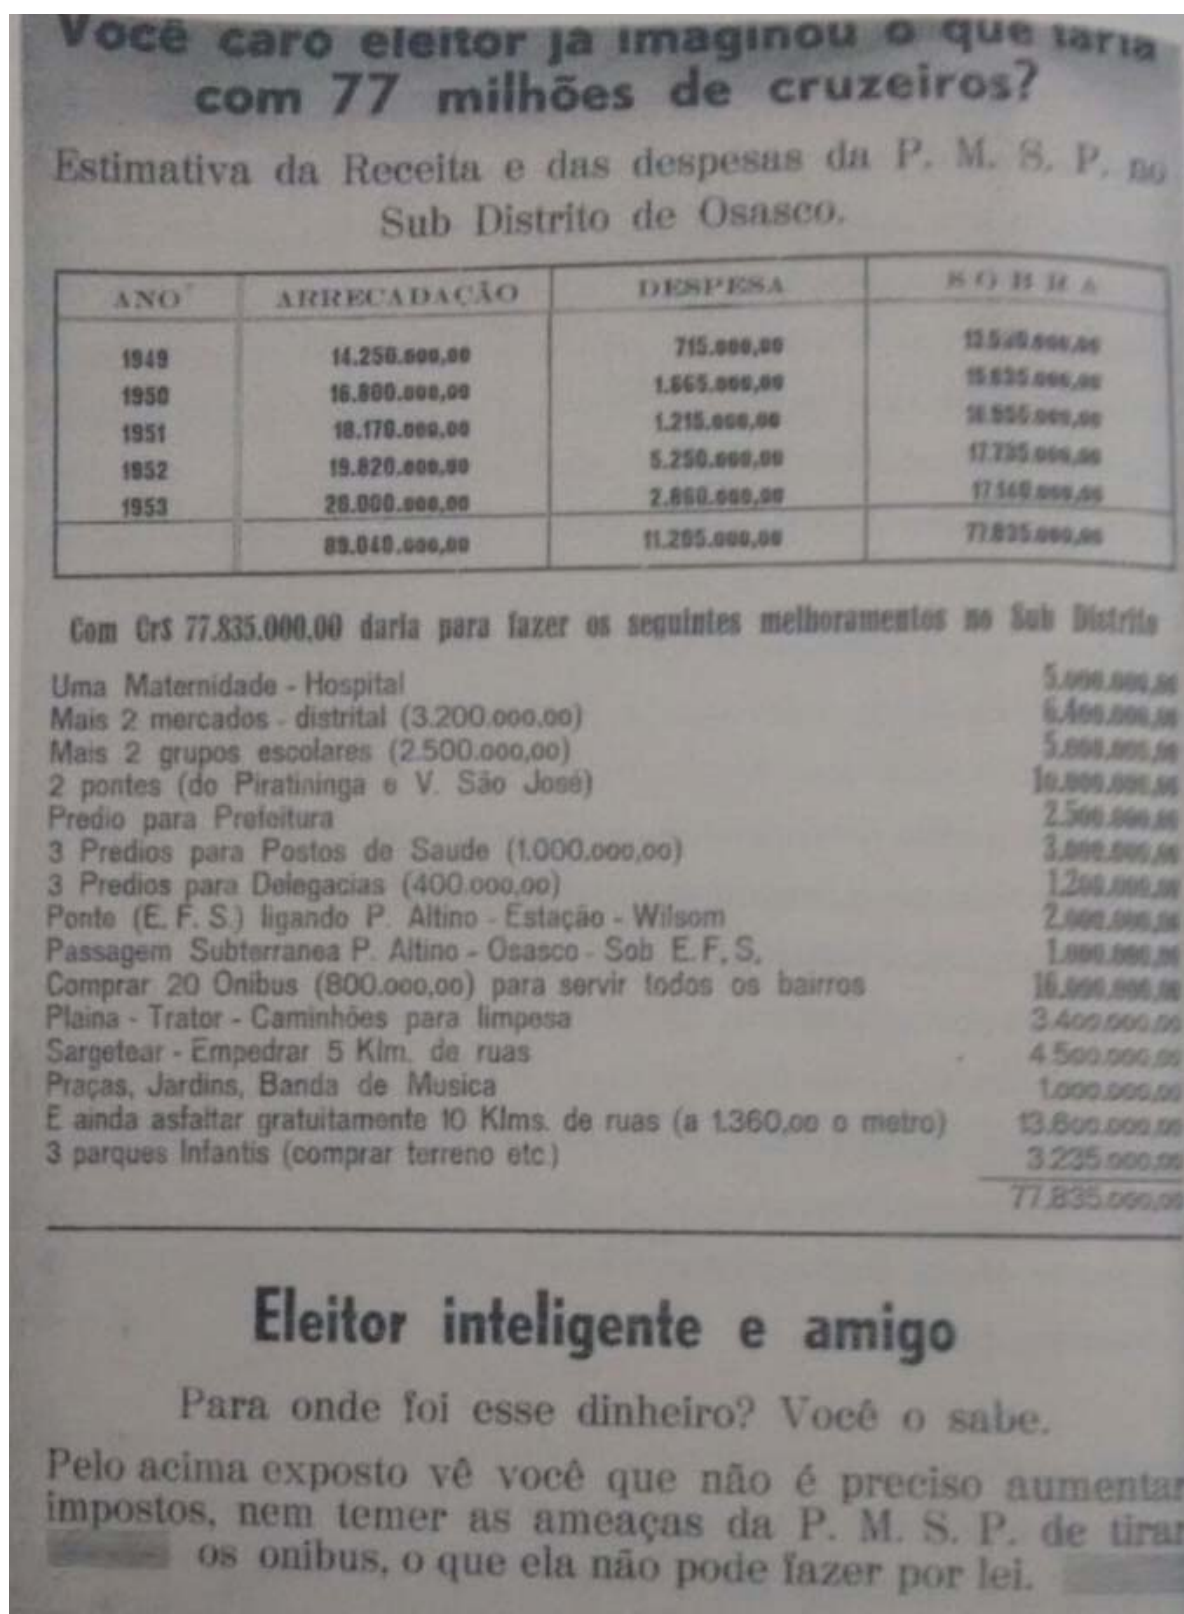 Você caro eleitor já imaginou o que faria
com 77 milhões de cruzeiros?
Estimativa da Receita e das despesas da P. M. S. P. no
Sub Distrito de Osasco.
ANO ARRECADAÇÃO DESPESA SOBRA
1949 14.250.000,00 715.000,00
1950 16.800.000,00 1.665.000,00
1951 18.170.000,00 1.215.000,00
1952 19.820.000,00 5.250.000,00 17.735.000,00
1953 20.000.000,00 2.860.000,00 17.140.000,00
89.040.000,00 11.205.000,00 77.835.000,00
Com Cr$ 77.835.000,00 daria para fazer os seguintes melhoramentos no Sub Distrito
Uma Maternidade - Hospital 5.000.000,00
Mais 2 mercados - distrital (3.200.000.00) 6.400.000,00
Mais 2 grupos escolares (2.500.000,00) 5.000.000,00
2 pontes (do Piratininga e V. São José) 10.000.000,00
Predio para Prefeitura 2.500.000,00
3 Predios para Postos de Saude (1.000.000,00) 3.000.000,00
3 Predios para Delegacias (400.000,00) 1.200.000,00
Ponte (E. F. S.) ligando P. Altino - Estação - Wilsom 2.000.000,00
Passagem Subterranea P. Altino - Osasco - Sob E. F. S. 1.000.000,00
Comprar 20 Onibus (800.000,00) para servir todos os bairros 16.000.000,00
Plaina - Trator - Caminhões para limpesa 3.400.000,00
Sargetear - Empedrar 5 Klm. de ruas 4.500.000,00
Praças, Jardins, Banda de Musica 1.000.000,00
E ainda asfaltar gratuitamente 10 Klms. de ruas (a 1.360,00 o metro) 13.600.000,00
3 parques Infantis (comprar terreno etc.) 3.235.000,00
77.835.000,00
Eleitor inteligente e amigo
Para onde foi esse dinheiro? Você o sabe.
Pelo acima exposto vê você que não é preciso aumentar
impostos, nem temer as ameaças da P. M. S. P. de tirar
os onibus, o que ela não pode fazer por lei.